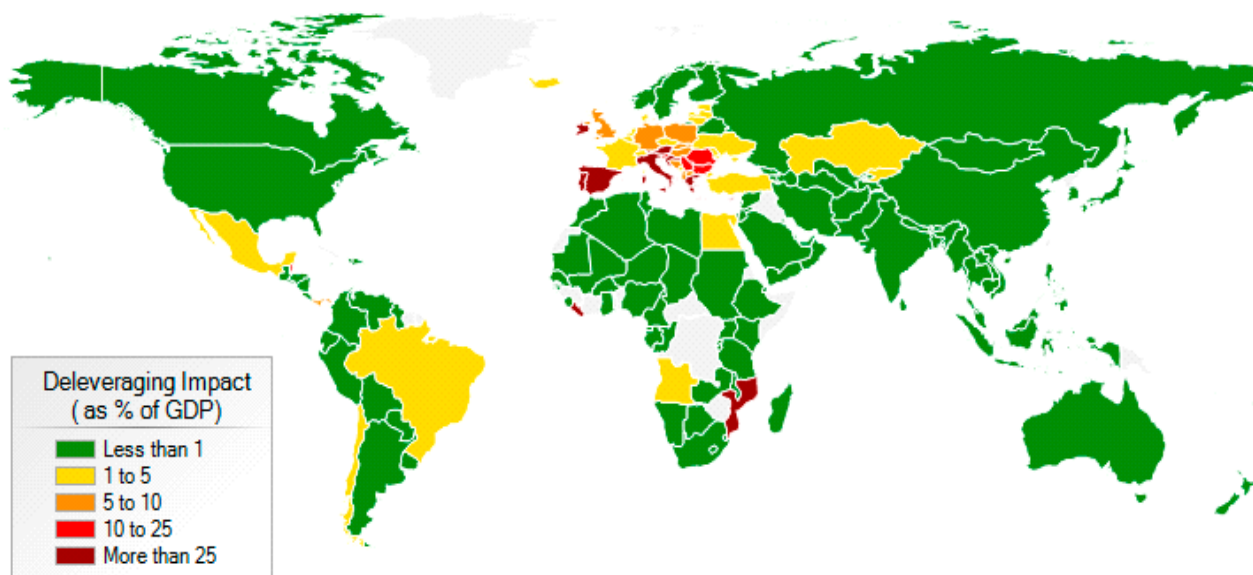 Deleveraging Impact
( as % of GDP)
Less than 1
1 to 5
5 to 10
10 to 25
More than 25